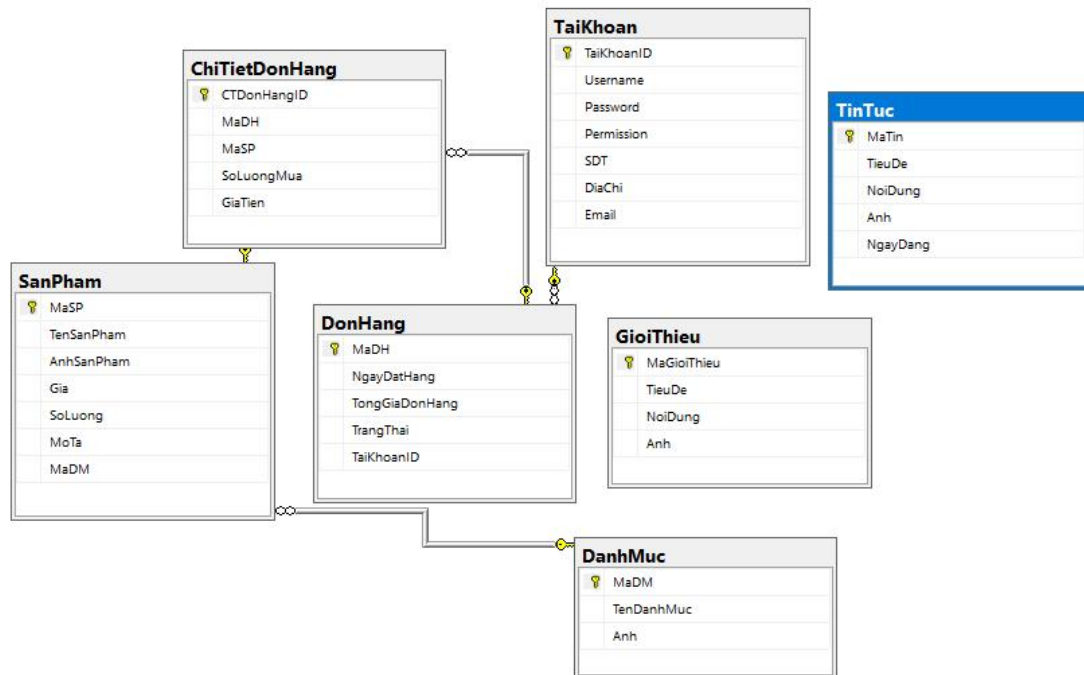 ChiTietDonHang
CTDonHangID
MaDH
MaSP
SoLuongMua
GiaTien
TaiKhoan
TaiKhoanID
Username
Password
Permission
SDT
DiaChi
Email
TinTuc
MaTin
TieuDe
NoiDung
Anh
NgayDang
SanPham
MaSP
TenSanPham
AnhSanPham
Gia
SoLuong
MoTa
MaDM
DonHang
MaDH
NgayDatHang
TongGiaDonHang
TrangThai
TaiKhoanID
GioiThieu
MaGioiThieu
TieuDe
NoiDung
Anh
DanhMuc
MaDM
TenDanhMuc
Anh